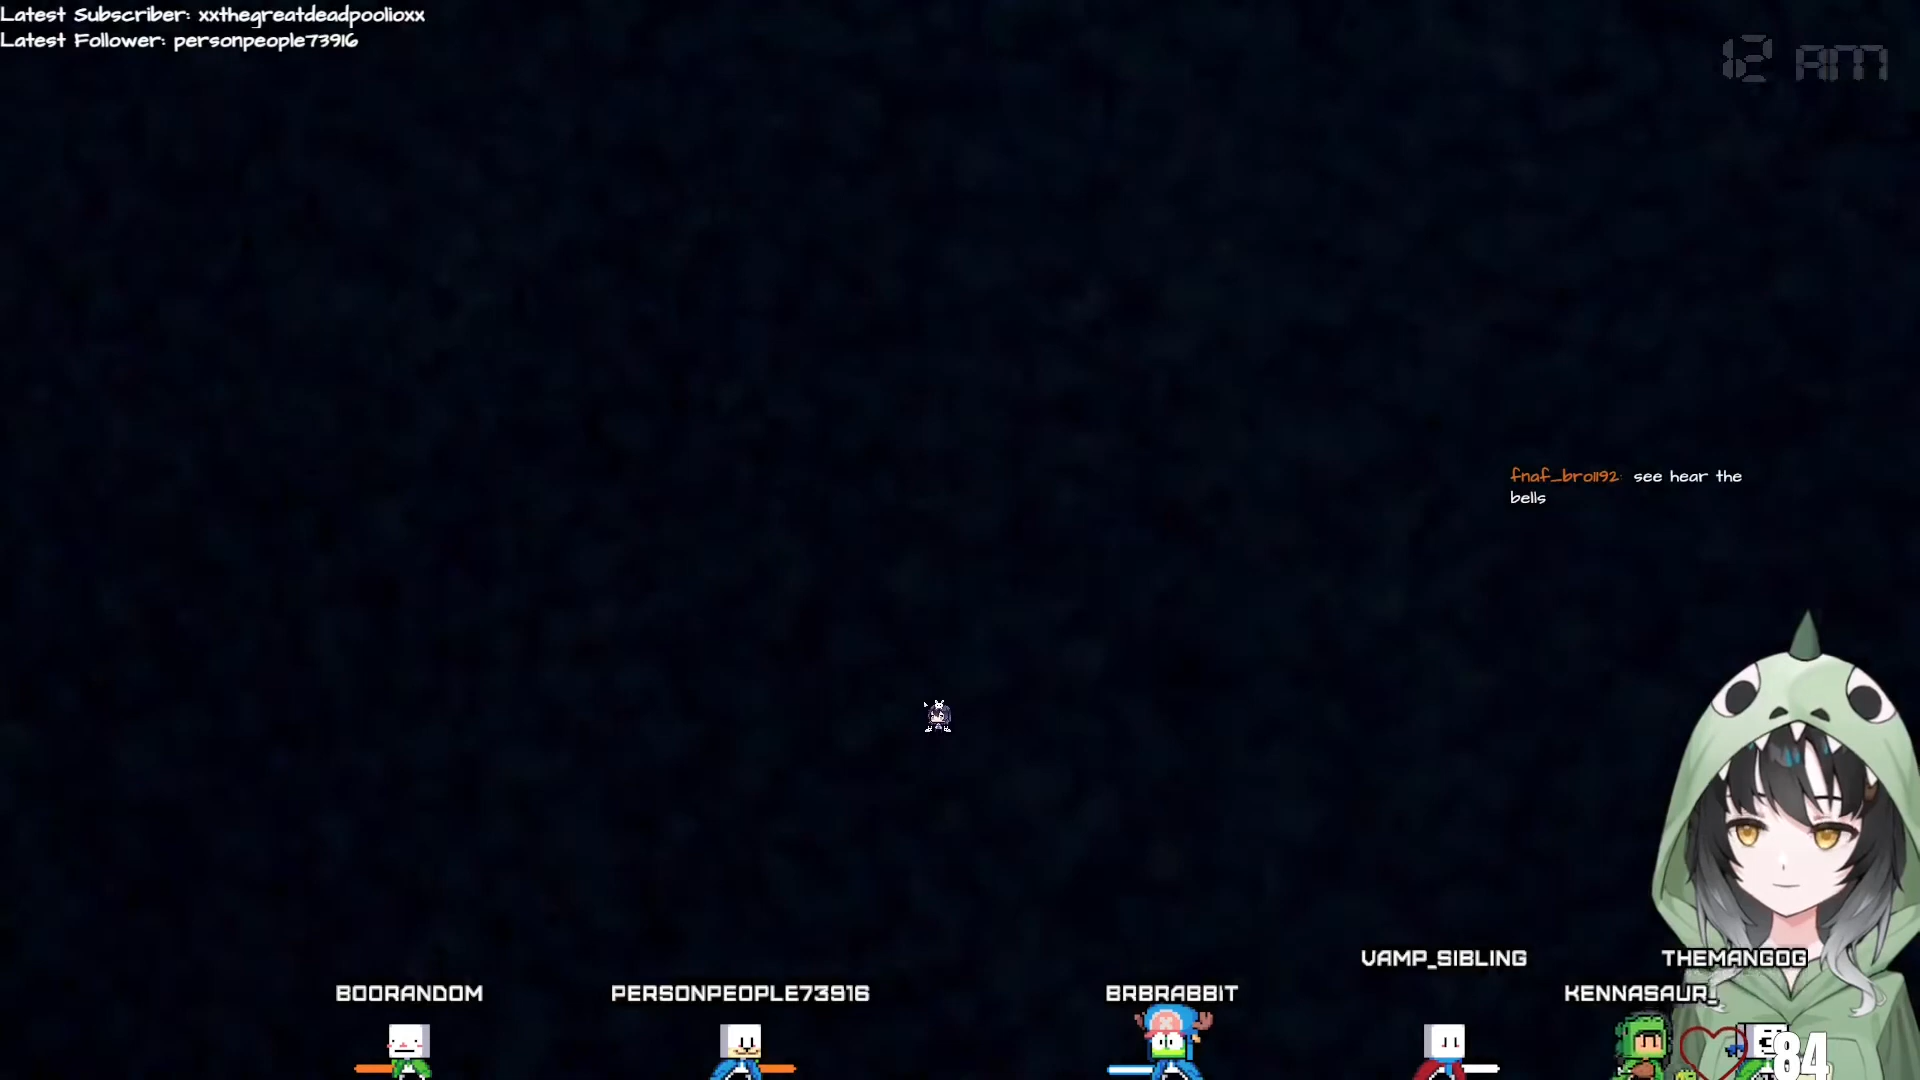 Latest Subscriber: xxthegreatdeadpoolioxx
Latest Follower: personpeople73916
12 AM
fnaf_bro1192: see hear the
bells
VAMP_SIBLING
THEMANGOG
BOORANDOM
PERSONPEOPLE73916
BRBRABBIT
KENNASAUR_
84